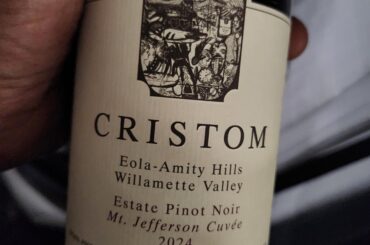 CRISTOM
Eola-Amity Hills
Willamette Valley
Estate Pinot Noir
Mt. Jefferson Cuvée
2024